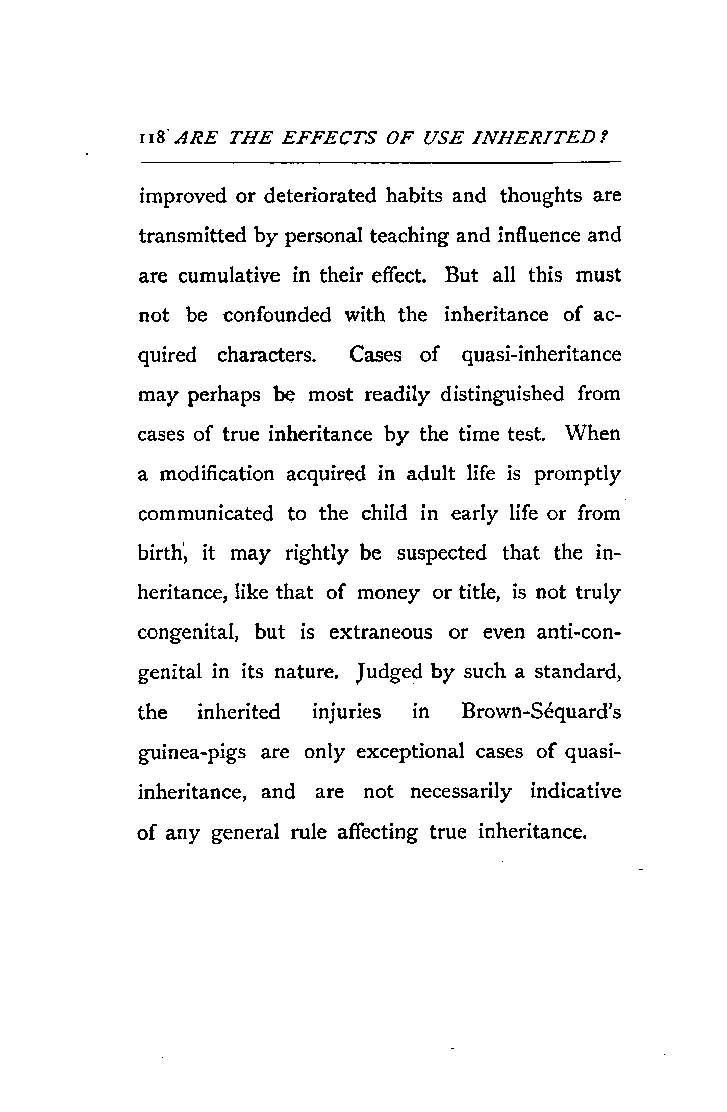 118 ARE THE EFFECTS OF USE INHERITED?
improved or deteriorated habits and thoughts are
transmitted by personal teaching and influence and
are cumulative in their effect. But all this must
not be confounded with the inheritance of ac-
quired characters. Cases of quasi-inheritance
may perhaps be most readily distinguished from
cases of true inheritance by the time test. When
a modification acquired in adult life is promptly
communicated to the child in early life or from
birth, it may rightly be suspected that the in-
heritance, like that of money or title, is not truly
congenital, but is extraneous or even anti-con-
genital in its nature. Judged by such a standard,
the inherited injuries in Brown-Séquard's
guinea-pigs are only exceptional cases of quasi-
inheritance, and are not necessarily indicative
of any general rule affecting true inheritance.